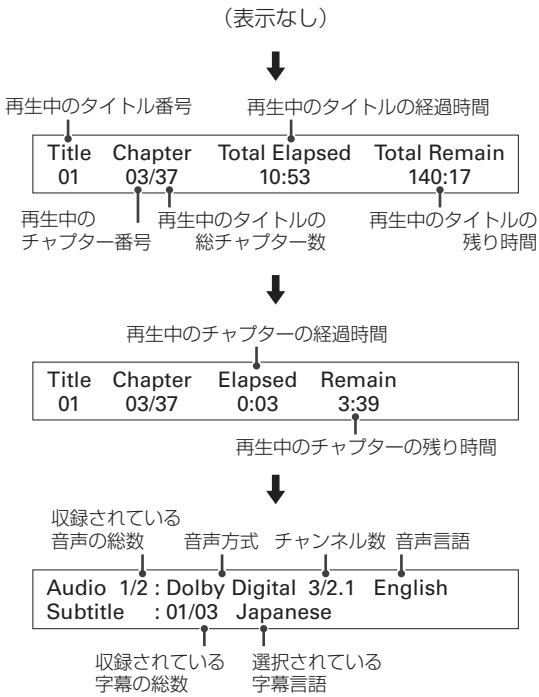 （表示なし）
再生中のタイトル番号 再生中のタイトルの経過時間
Title Chapter Total Elapsed Total Remain
01 03/37 10:53 140:17
再生中の
チャプター番号
再生中のタイトルの
総チャプター数
再生中のタイトルの
残り時間
再生中のチャプターの経過時間
Title Chapter Elapsed Remain
01 03/37 0:03 3:39
再生中のチャプターの残り時間
収録されている
音声の総数
音声方式 チャンネル数 音声言語
Audio 1/2 : Dolby Digital 3/2.1 English
Subtitle : 01/03 Japanese
収録されている
字幕の総数
選択されている
字幕言語